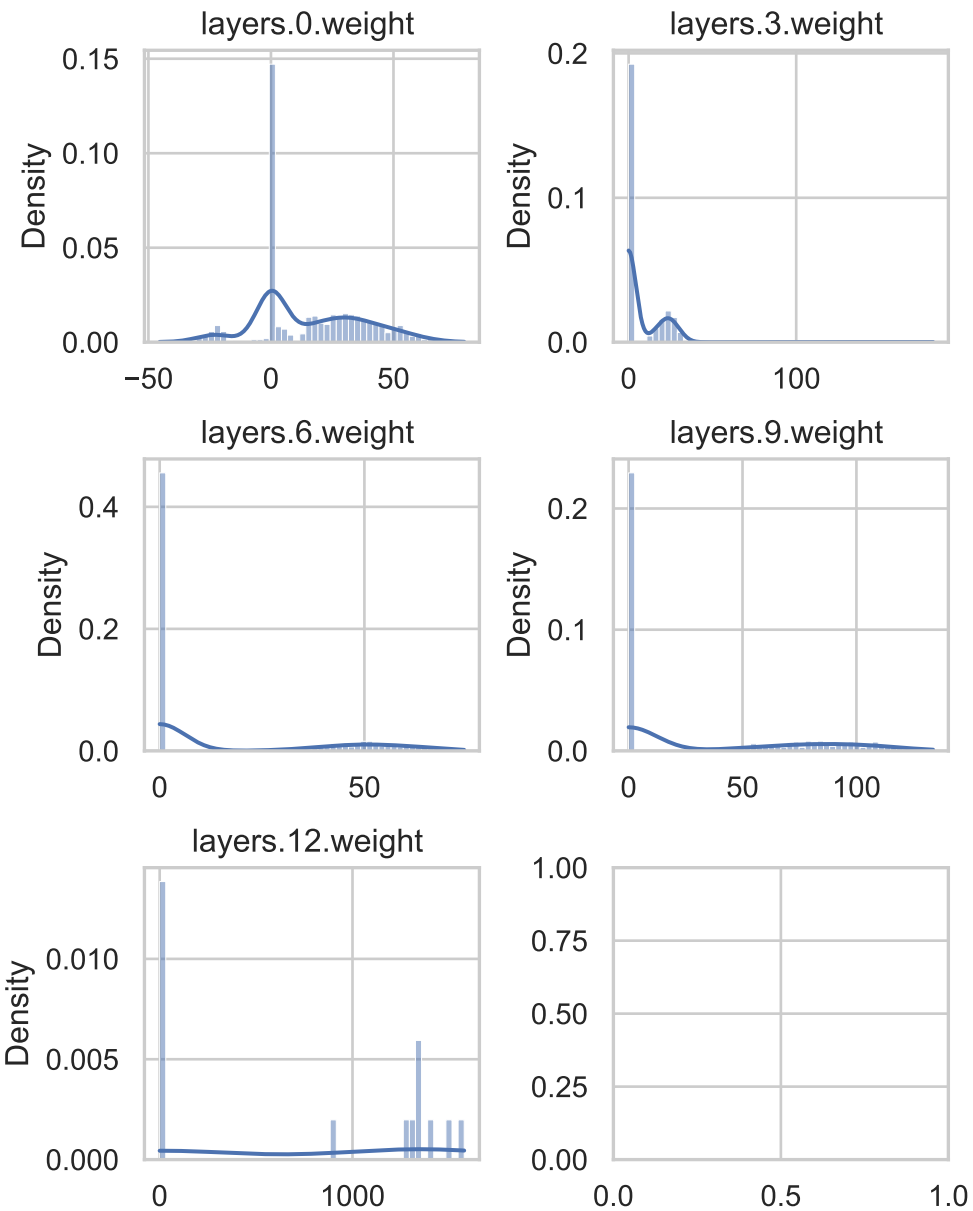 layers.0.weight
0.15
0.10
0.05
0.00
Density
−50 0 50
layers.3.weight
0.2
0.1
0.0
Density
0 100
layers.6.weight
0.4
0.2
0.0
Density
0 50
layers.9.weight
0.2
0.1
0.0
Density
0 50 100
layers.12.weight
0.010
0.005
0.000
Density
0 1000
1.00
0.75
0.50
0.25
0.00
0.0 0.5 1.0